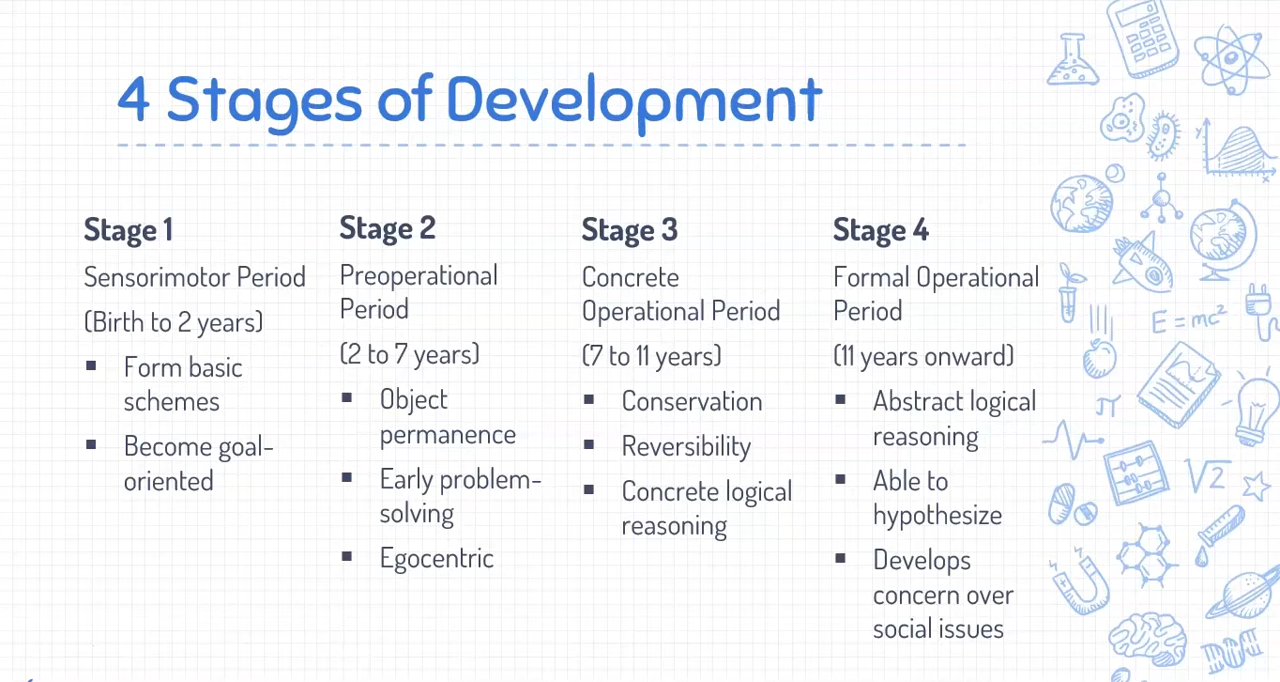 4 Stages of Development
Stage 1
Sensorimotor Period
(Birth to 2 years)
▪ Form basic
schemes
▪ Become goal-
oriented
Stage 2
Preoperational
Period
(2 to 7 years)
▪ Object
permanence
▪ Early problem-
solving
▪ Egocentric
Stage 3
Concrete
Operational Period
(7 to 11 years)
▪ Conservation
▪ Reversibility
▪ Concrete logical
reasoning
Stage 4
Formal Operational
Period
(11 years onward)
▪ Abstract logical
reasoning
▪ Able to
hypothesize
▪ Develops
concern over
social issues
y
x
E=mc²
π
√2